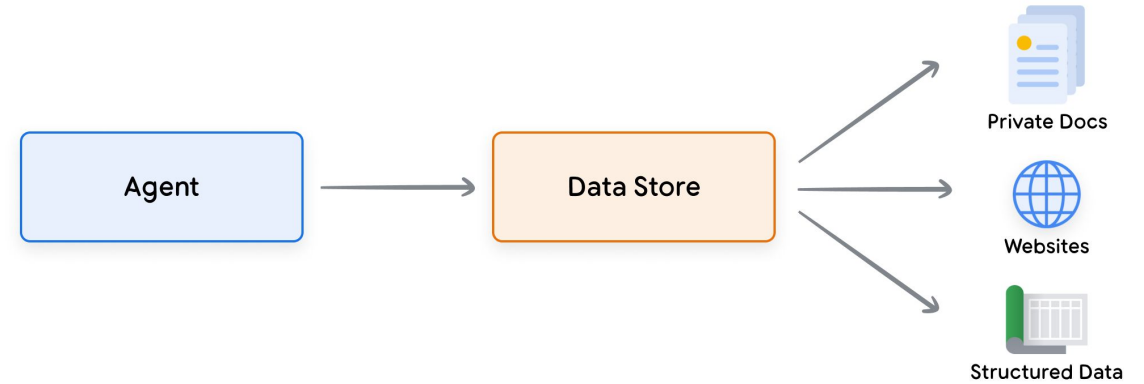 Agent
Data Store
Private Docs
Websites
Structured Data